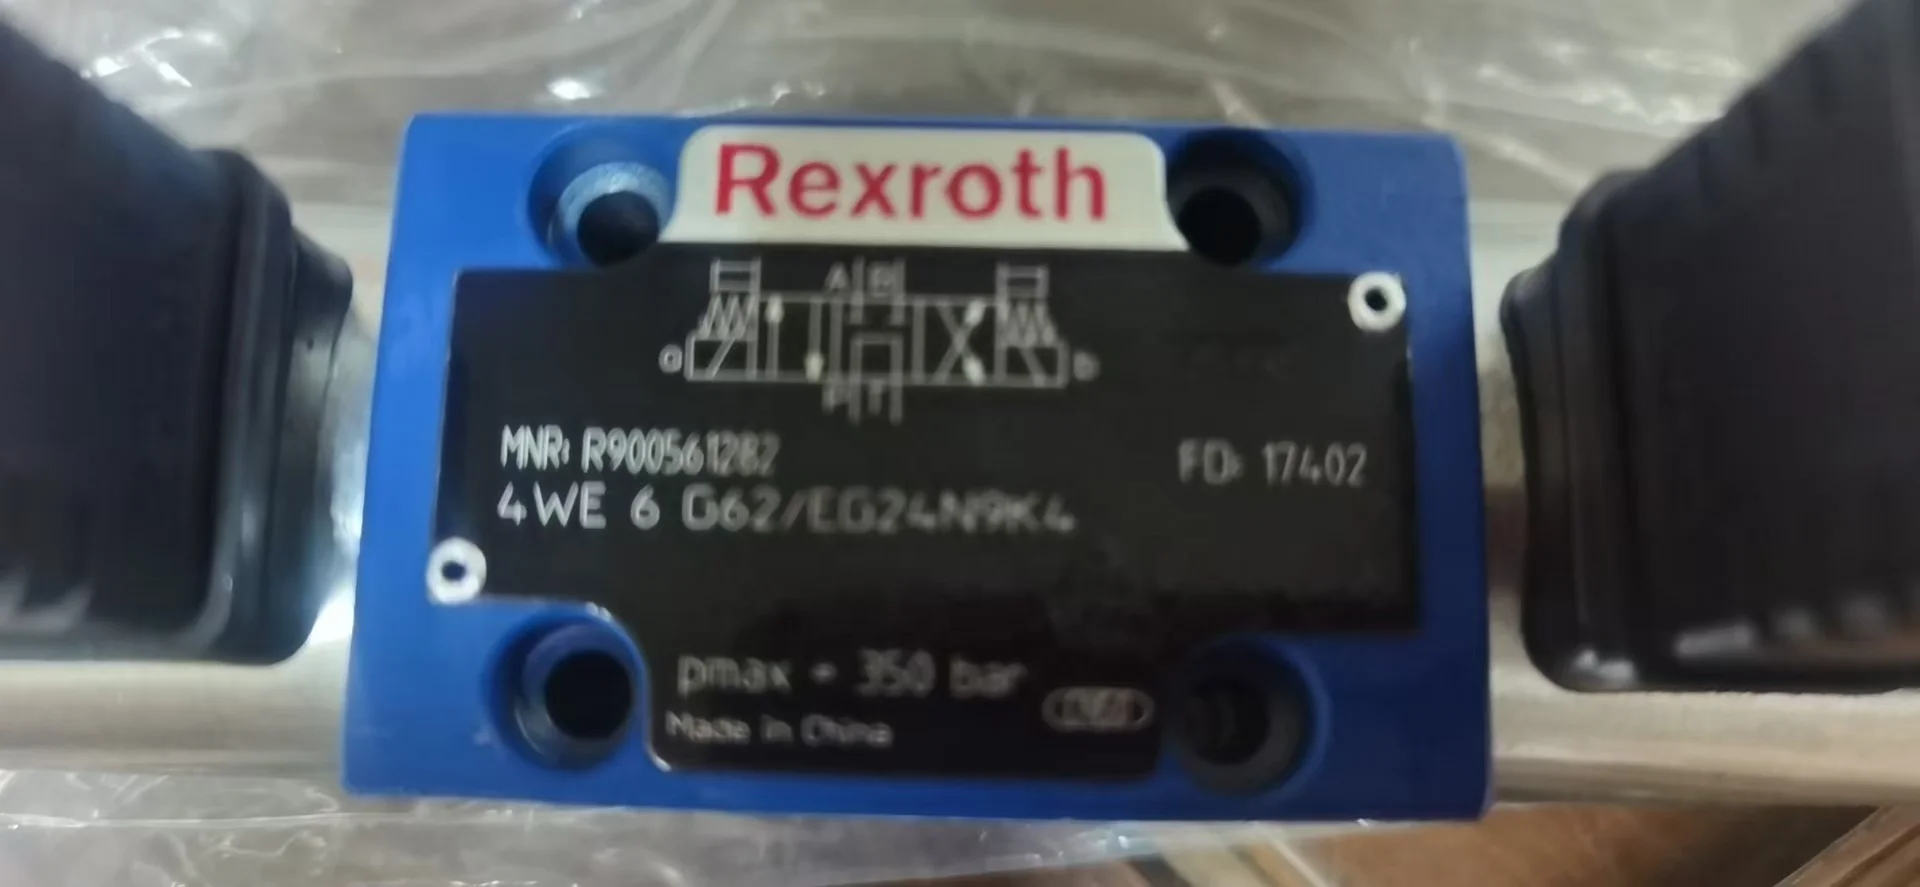 Rexroth
A B
a b
P T
MNR: R900561282
FD: 17402
4WE 6 G62/EG24N9K4
pmax - 350 bar
Made in China